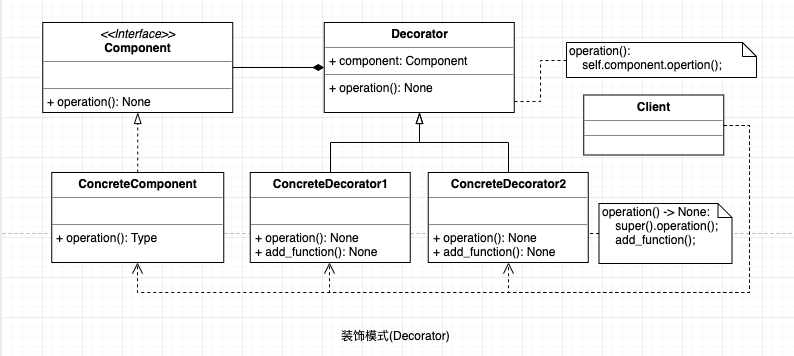 <<Interface>>
Component
+ operation(): None
Decorator
+ component: Component
+ operation(): None
operation():
self.component.opertion();
Client
ConcreteComponent
+ operation(): Type
ConcreteDecorator1
+ operation(): None
+ add_function(): None
ConcreteDecorator2
+ operation(): None
+ add_function(): None
operation() -> None:
super().operation();
add_function();
装饰模式(Decorator)